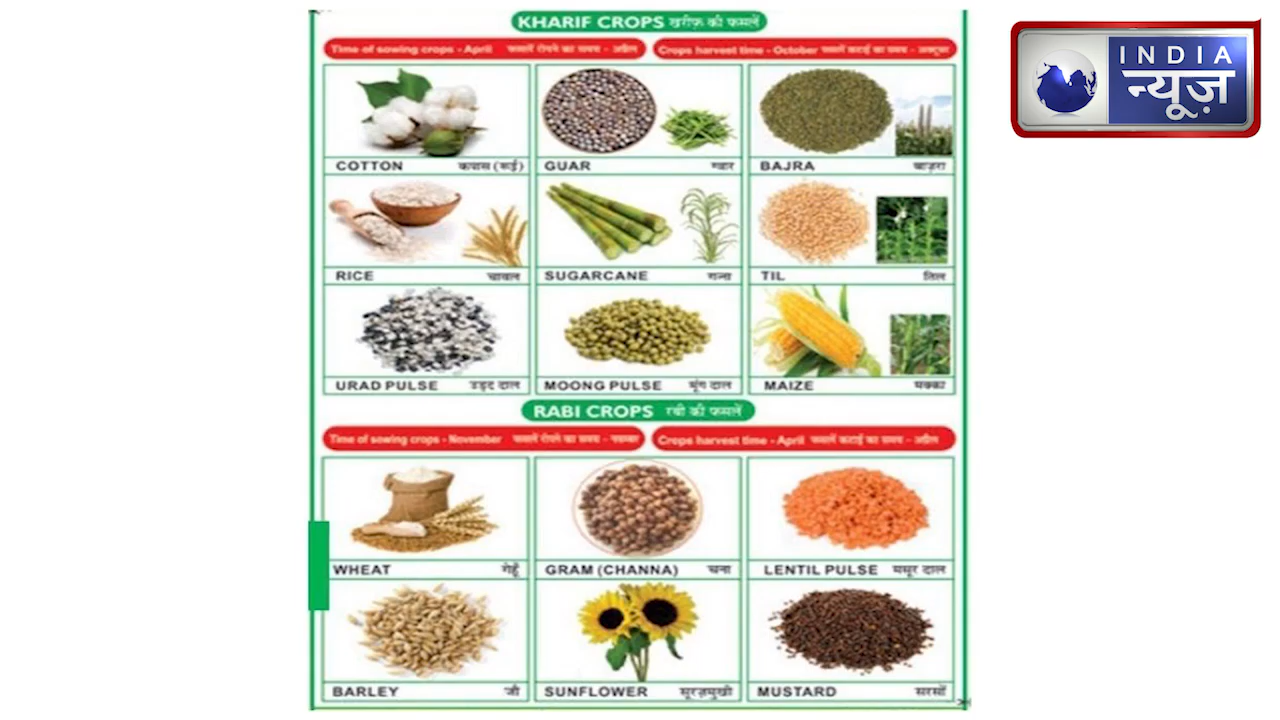 KHARIF CROPS खरीफ़ की फसलें
Time of sowing crops - April फसलें रोपने का समय - अप्रैल
Crops harvest time - October फसलें कटाई का समय - अक्टूबर
INDIA
न्यूज़
COTTON कपास (रूई)
GUAR ग्वार
BAJRA बाज़रा
RICE चावल
SUGARCANE गन्ना
TIL तिल
URAD PULSE उड़द दाल
MOONG PULSE मूंग दाल
MAIZE मक्का
RABI CROPS रबी की फसलें
Time of sowing crops - November फसलें रोपने का समय - नवम्बर
Crops harvest time - April फसलें कटाई का समय - अप्रैल
WHEAT गेहूँ
GRAM (CHANNA) चना
LENTIL PULSE मसूर दाल
BARLEY जौ
SUNFLOWER सूरज़मुखी
MUSTARD सरसों